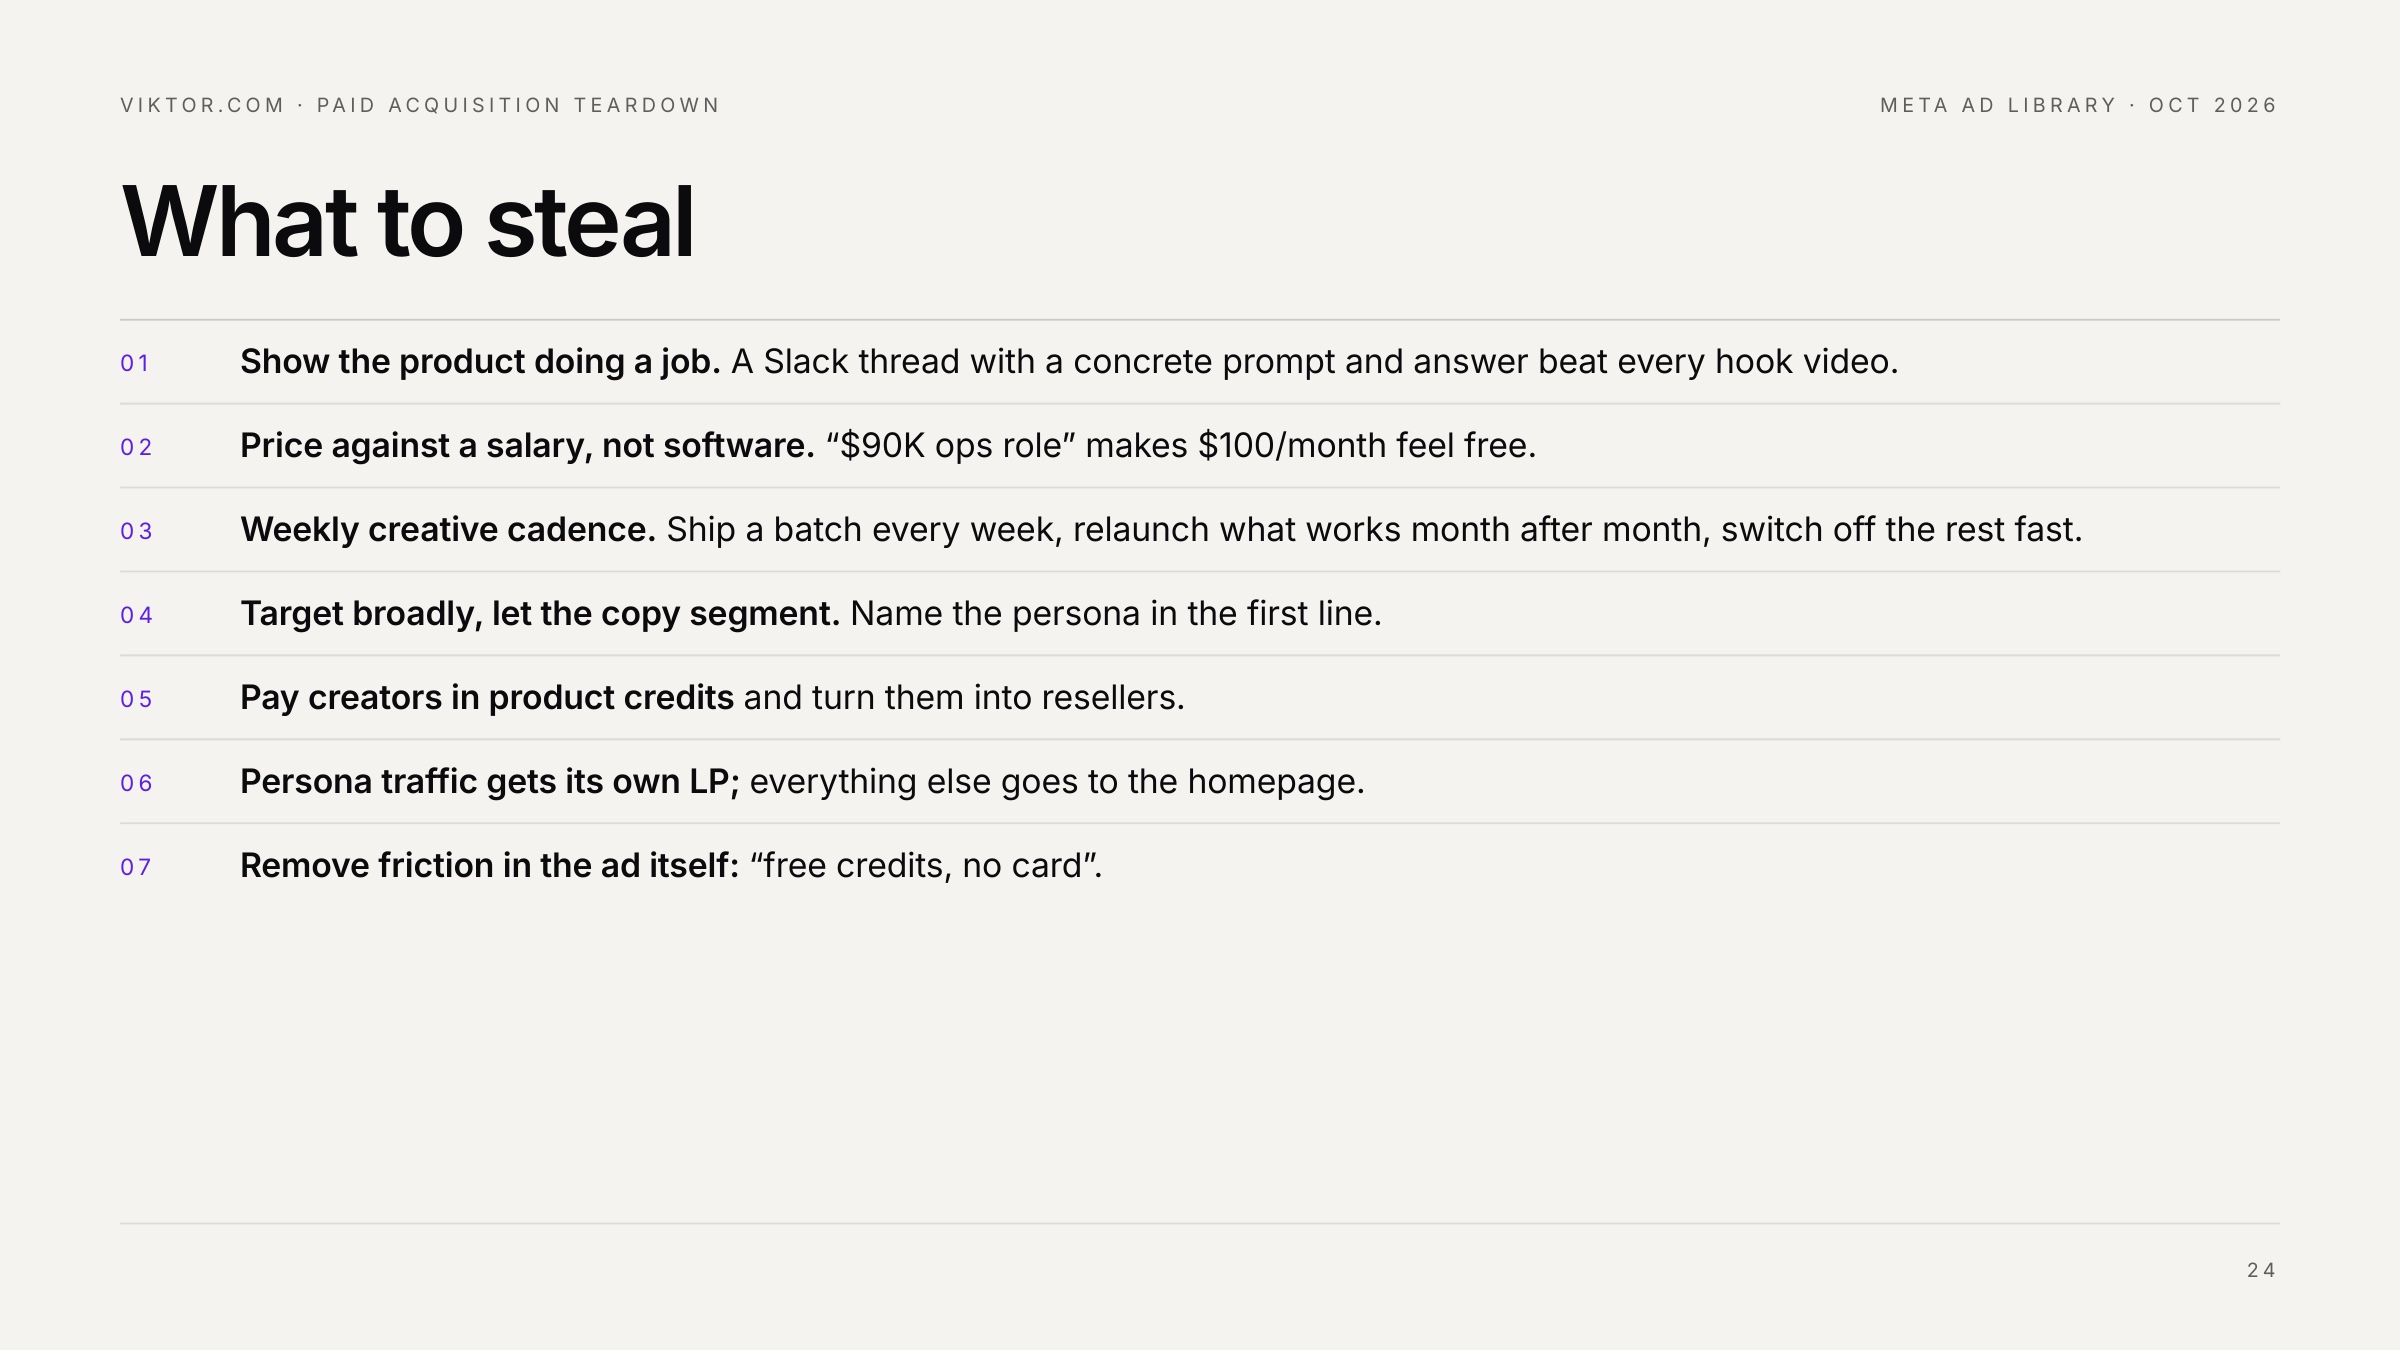 VIKTOR.COM · PAID ACQUISITION TEARDOWN
META AD LIBRARY · OCT 2026
What to steal
01 Show the product doing a job. A Slack thread with a concrete prompt and answer beat every hook video.
02 Price against a salary, not software. “$90K ops role” makes $100/month feel free.
03 Weekly creative cadence. Ship a batch every week, relaunch what works month after month, switch off the rest fast.
04 Target broadly, let the copy segment. Name the persona in the first line.
05 Pay creators in product credits and turn them into resellers.
06 Persona traffic gets its own LP; everything else goes to the homepage.
07 Remove friction in the ad itself: “free credits, no card”.
24